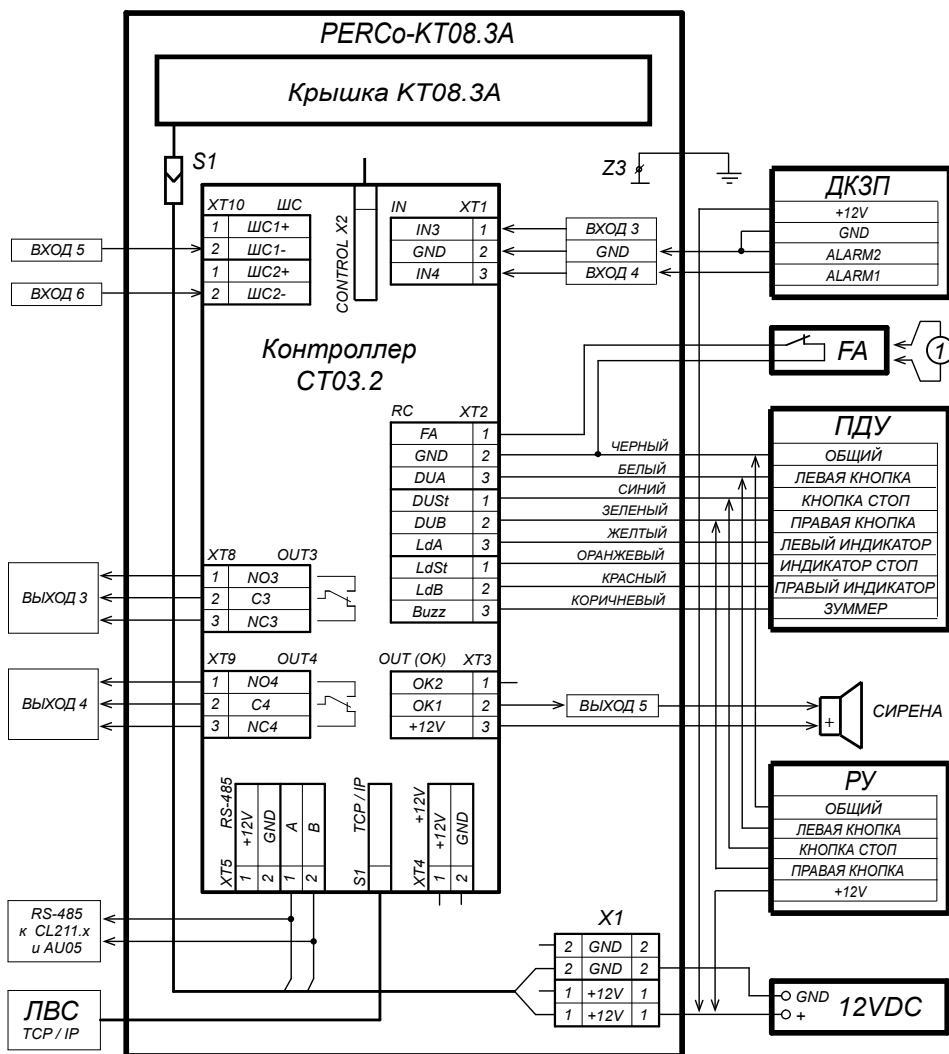 PERCo-KT08.3A
Крышка KT08.3A
S1
Z3
XT10 ШС
1 ШС1+
2 ШС1-
1 ШС2+
2 ШС2-
ВХОД 5
ВХОД 6
CONTROL X2
IN XT1
IN3 1
GND 2
IN4 3
ВХОД 3
GND
ВХОД 4
ДКЗП
+12V
GND
ALARM2
ALARM1
Контроллер
CT03.2
FA
1
RC XT2
FA 1
GND 2
DUA 3
DUSt 1
DUB 2
LdA 3
LdSt 1
LdB 2
Buzz 3
ЧЕРНЫЙ
БЕЛЫЙ
СИНИЙ
ЗЕЛЕНЫЙ
ЖЕЛТЫЙ
ОРАНЖЕВЫЙ
КРАСНЫЙ
КОРИЧНЕВЫЙ
ПДУ
ОБЩИЙ
ЛЕВАЯ КНОПКА
КНОПКА СТОП
ПРАВАЯ КНОПКА
ЛЕВЫЙ ИНДИКАТОР
ИНДИКАТОР СТОП
ПРАВЫЙ ИНДИКАТОР
ЗУММЕР
XT8 OUT3
1 NO3
2 C3
3 NC3
ВЫХОД 3
XT9 OUT4
1 NO4
2 C4
3 NC4
ВЫХОД 4
OUT (OK) XT3
OK2 1
OK1 2
+12V 3
ВЫХОД 5
+
СИРЕНА
РУ
ОБЩИЙ
ЛЕВАЯ КНОПКА
КНОПКА СТОП
ПРАВАЯ КНОПКА
+12V
RS-485
+12V
GND
A
B
XT5
1
2
1
2
TCP / IP
S1
+12V
+12V
GND
XT4
1
2
RS-485
к CL211.x
и AU05
ЛВС
TCP / IP
X1
2 GND 2
2 GND 2
1 +12V 1
1 +12V 1
GND
+
12VDC